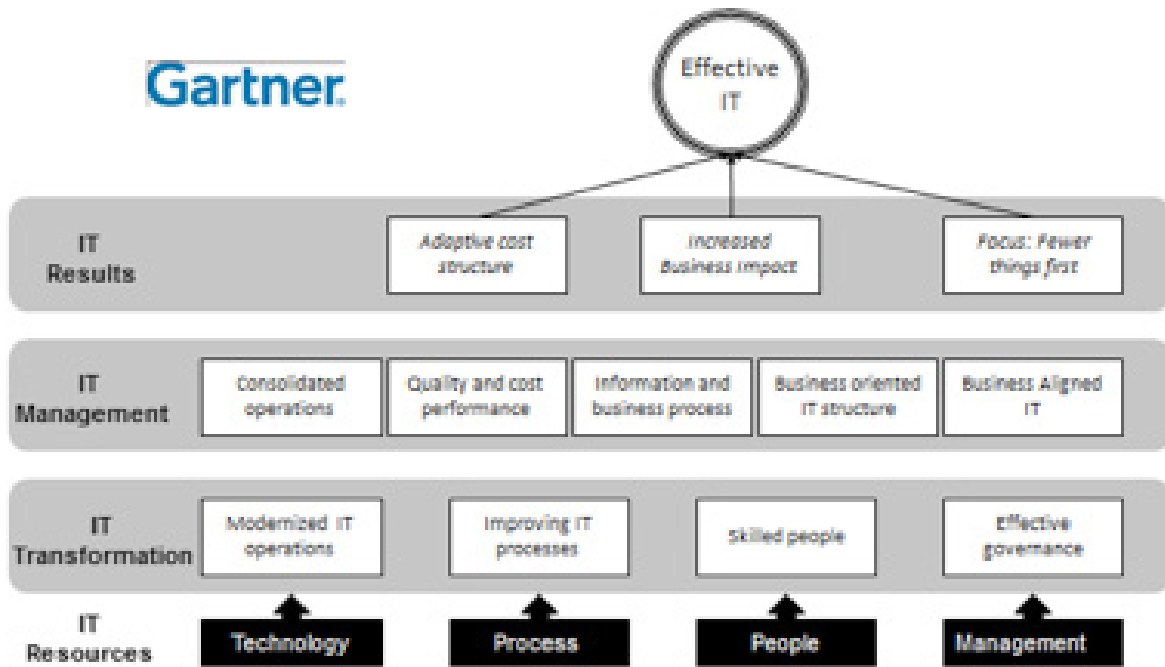 Gartner.
Effective
IT
IT
Results
Adaptive cost
structure
Increased
Business Impact
Focus: Fewer
things first
IT
Management
Consolidated
operations
Quality and cost
performance
Information and
business process
Business oriented
IT structure
Business Aligned
IT
IT
Transformation
Modernized IT
operations
Improving IT
processes
Skilled people
Effective
governance
IT
Resources
Technology
Process
People
Management